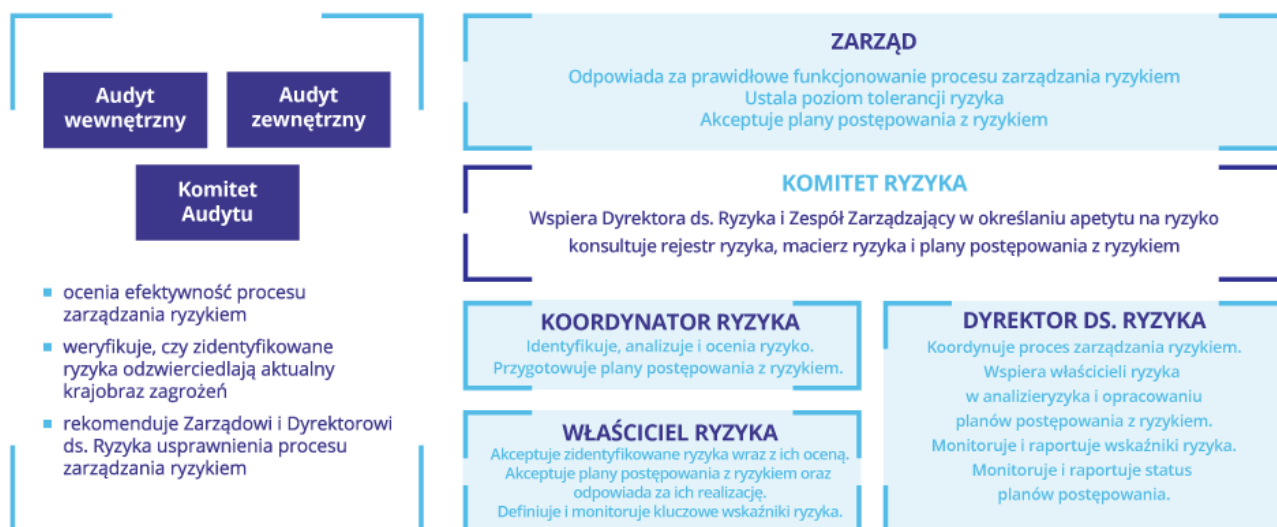 Audyt
wewnętrzny
Audyt
zewnętrzny
Komitet
Audytu
ocenia efektywność procesu
zarządzania ryzykiem
weryfikuje, czy zidentyfikowane
ryzyka odzwierciedlają aktualny
krajobraz zagrożeń
rekomenduje Zarządowi i Dyrektorowi
ds. Ryzyka usprawnienia procesu
zarządzania ryzykiem
ZARZĄD
Odpowiada za prawidłowe funkcjonowanie procesu zarządzania ryzykiem
Ustala poziom tolerancji ryzyka
Akceptuje plany postępowania z ryzykiem
KOMITET RYZYKA
Wspiera Dyrektora ds. Ryzyka i Zespół Zarządzający w określaniu apetytu na ryzyko
konsultuje rejestr ryzyka, macierz ryzyka i plany postępowania z ryzykiem
KOORDYNATOR RYZYKA
Identyfikuje, analizuje i ocenia ryzyko.
Przygotowuje plany postępowania z ryzykiem.
WŁAŚCICIEL RYZYKA
Akceptuje zidentyfikowane ryzyka wraz z ich oceną.
Akceptuje plany postępowania z ryzykiem oraz
odpowiada za ich realizację.
Definiuje i monitoruje kluczowe wskaźniki ryzyka.
DYREKTOR DS. RYZYKA
Koordynuje proces zarządzania ryzykiem.
Wspiera właścicieli ryzyka
w analizieryzyka i opracowaniu
planów postępowania z ryzykiem.
Monitoruje i raportuje wskaźniki ryzyka.
Monitoruje i raportuje status
planów postępowania.